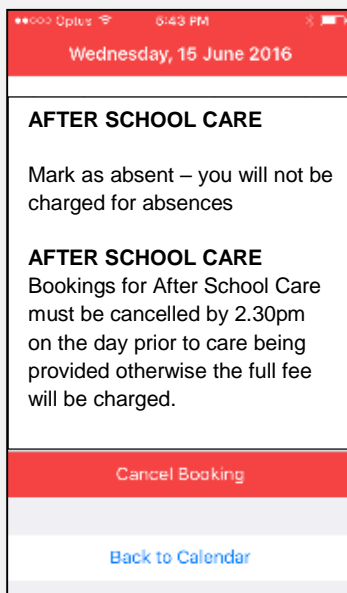 Optus 6:43 PM
Wednesday, 15 June 2016
AFTER SCHOOL CARE
Mark as absent – you will not be
charged for absences
AFTER SCHOOL CARE
Bookings for After School Care
must be cancelled by 2.30pm
on the day prior to care being
provided otherwise the full fee
will be charged.
Cancel Booking
Back to Calendar